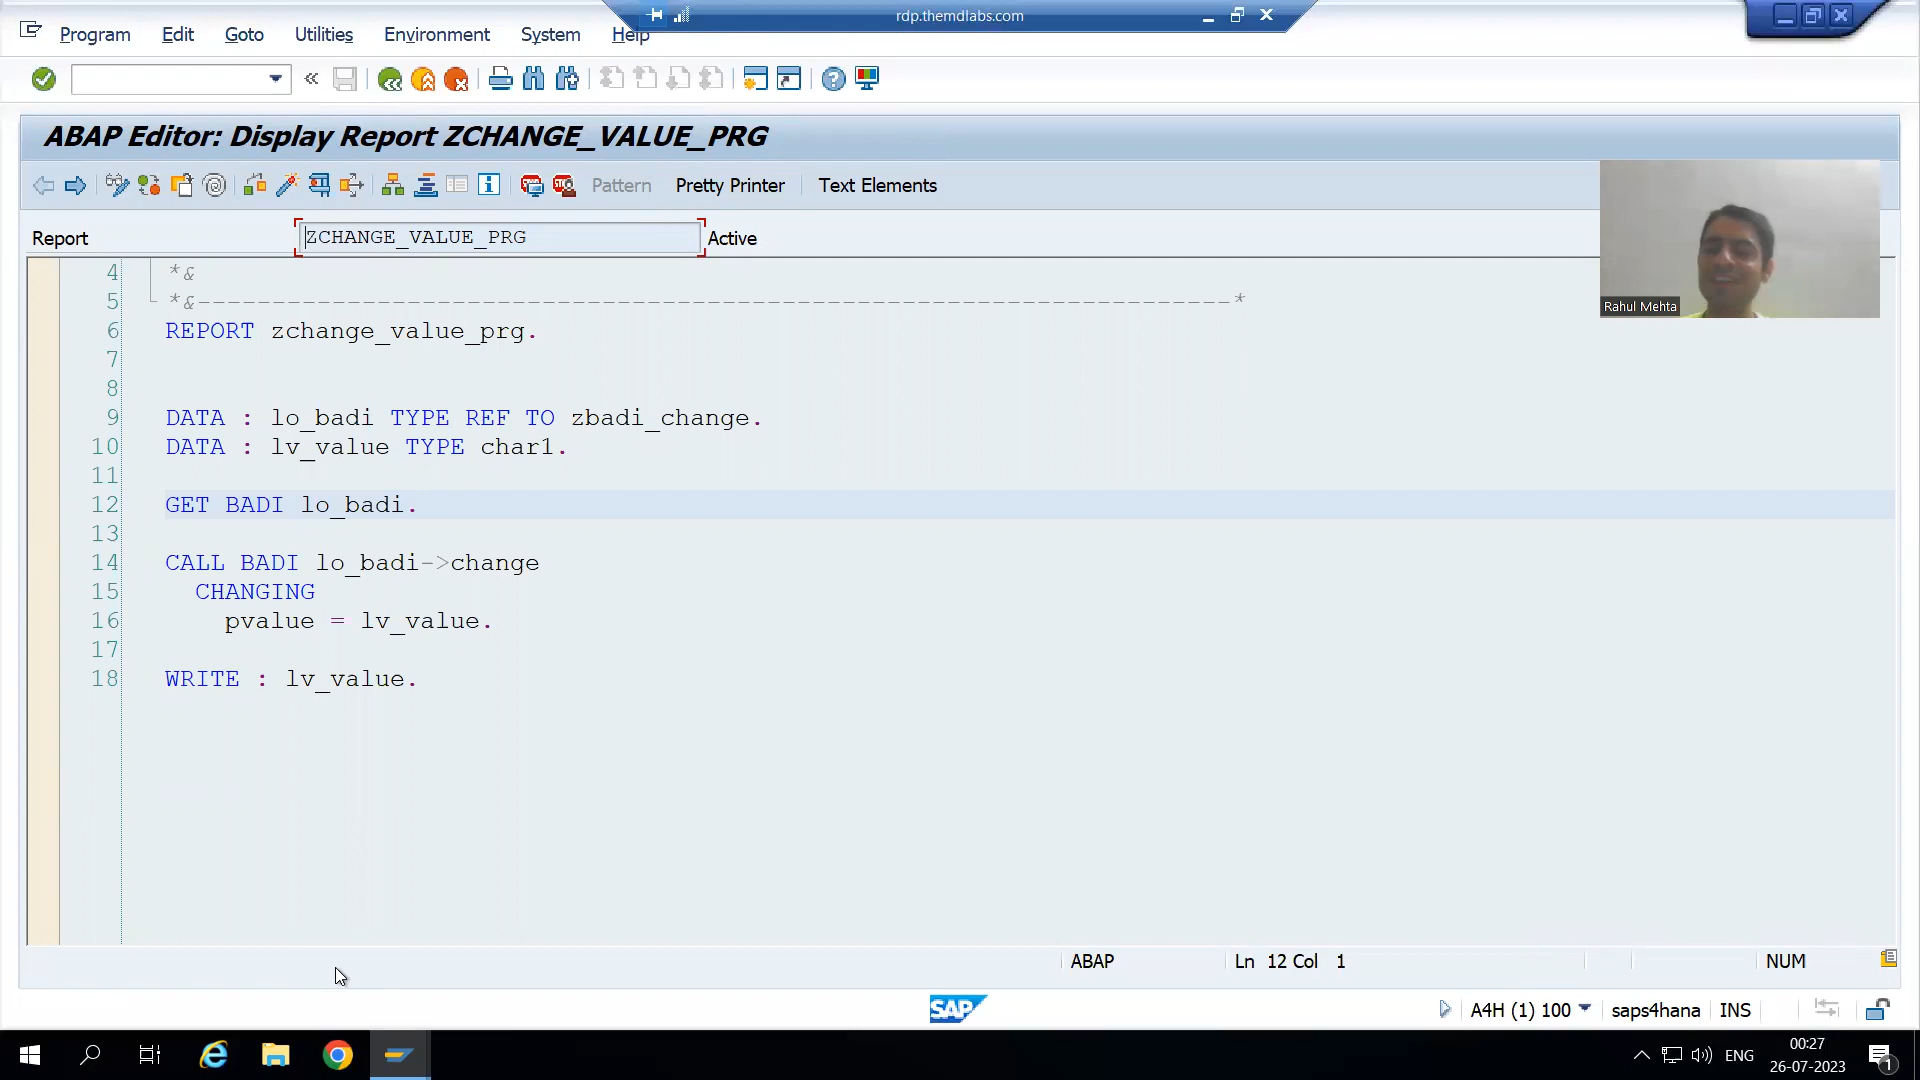 rdp.themdlabs.com
Program Edit Goto Utilities Environment System Help
ABAP Editor: Display Report ZCHANGE_VALUE_PRG
Pattern Pretty Printer Text Elements
Report ZCHANGE_VALUE_PRG Active
Rahul Mehta
4 *&
5 *&---------------------------------------------------------------------*
6 REPORT zchange_value_prg.
7
8
9 DATA : lo_badi TYPE REF TO zbadi_change.
10 DATA : lv_value TYPE char1.
11
12 GET BADI lo_badi.
13
14 CALL BADI lo_badi->change
15 CHANGING
16 pvalue = lv_value.
17
18 WRITE : lv_value.
ABAP Ln 12 Col 1 NUM
SAP A4H (1) 100 saps4hana INS
ENG 00:27
26-07-2023 1